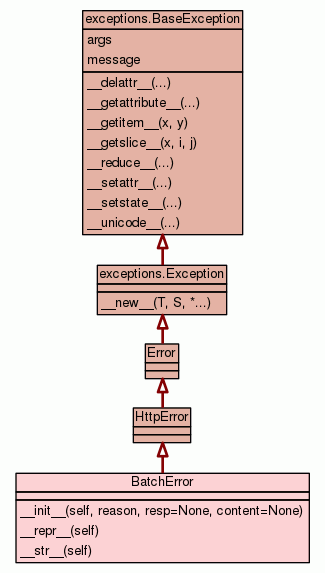 exceptions.BaseException
args
message
__delattr__(...)
__getattribute__(...)
__getitem__(x, y)
__getslice__(x, i, j)
__reduce__(...)
__setattr__(...)
__setstate__(...)
__unicode__(...)
exceptions.Exception
__new__(T, S, *...)
Error
HttpError
BatchError
__init__(self, reason, resp=None, content=None)
__repr__(self)
__str__(self)